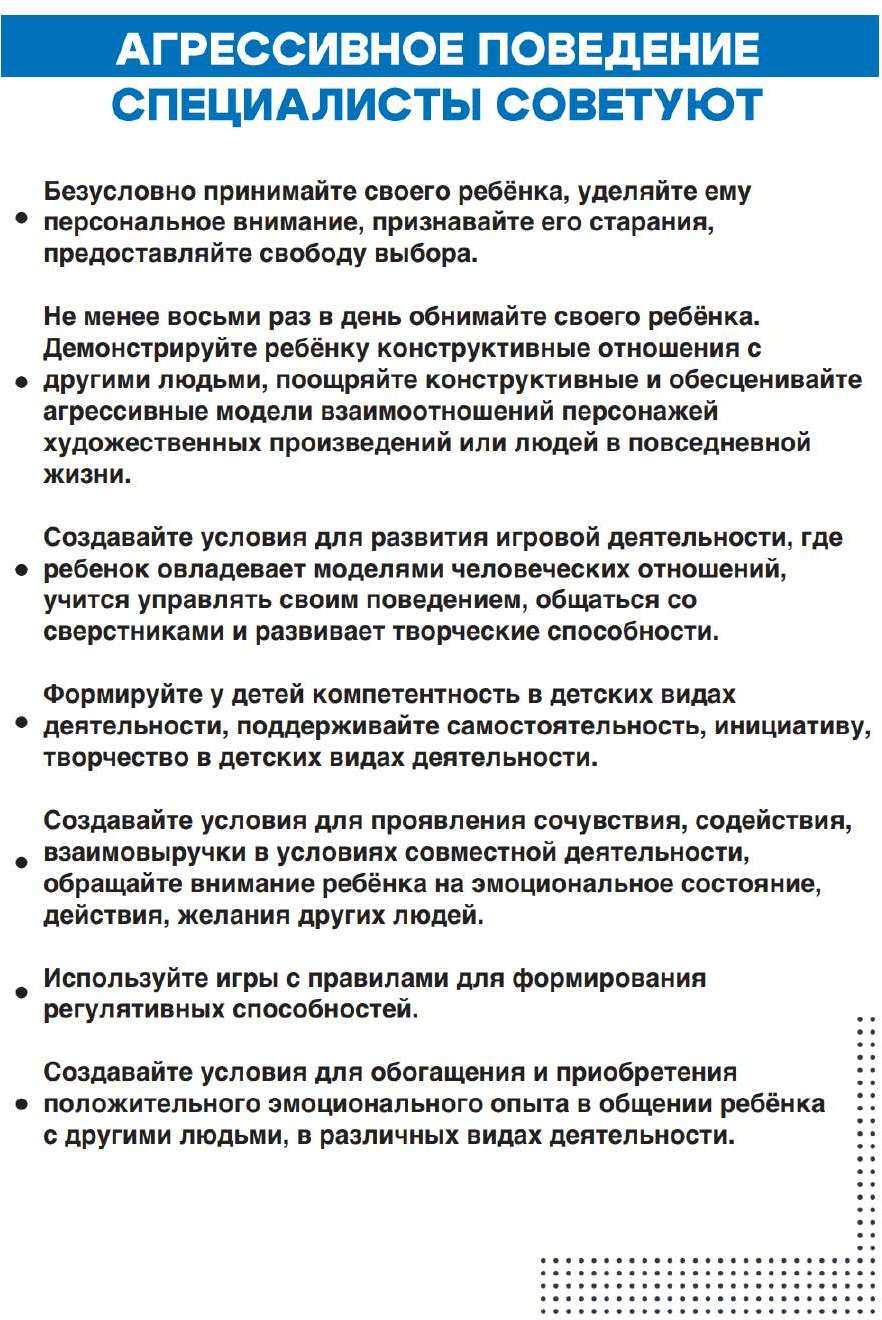 АГРЕССИВНОЕ ПОВЕДЕНИЕ
СПЕЦИАЛИСТЫ СОВЕТУЮТ
• Безусловно принимайте своего ребёнка, уделяйте ему
персональное внимание, признавайте его старания,
предоставляйте свободу выбора.
• Не менее восьми раз в день обнимайте своего ребёнка.
Демонстрируйте ребёнку конструктивные отношения с
другими людьми, поощряйте конструктивные и обесценивайте
агрессивные модели взаимоотношений персонажей
художественных произведений или людей в повседневной
жизни.
• Создавайте условия для развития игровой деятельности, где
ребенок овладевает моделями человеческих отношений,
учится управлять своим поведением, общаться со
сверстниками и развивает творческие способности.
• Формируйте у детей компетентность в детских видах
деятельности, поддерживайте самостоятельность, инициативу,
творчество в детских видах деятельности.
• Создавайте условия для проявления сочувствия, содействия,
взаимовыручки в условиях совместной деятельности,
обращайте внимание ребёнка на эмоциональное состояние,
действия, желания других людей.
• Используйте игры с правилами для формирования
регулятивных способностей.
• Создавайте условия для обогащения и приобретения
положительного эмоционального опыта в общении ребёнка
с другими людьми, в различных видах деятельности.